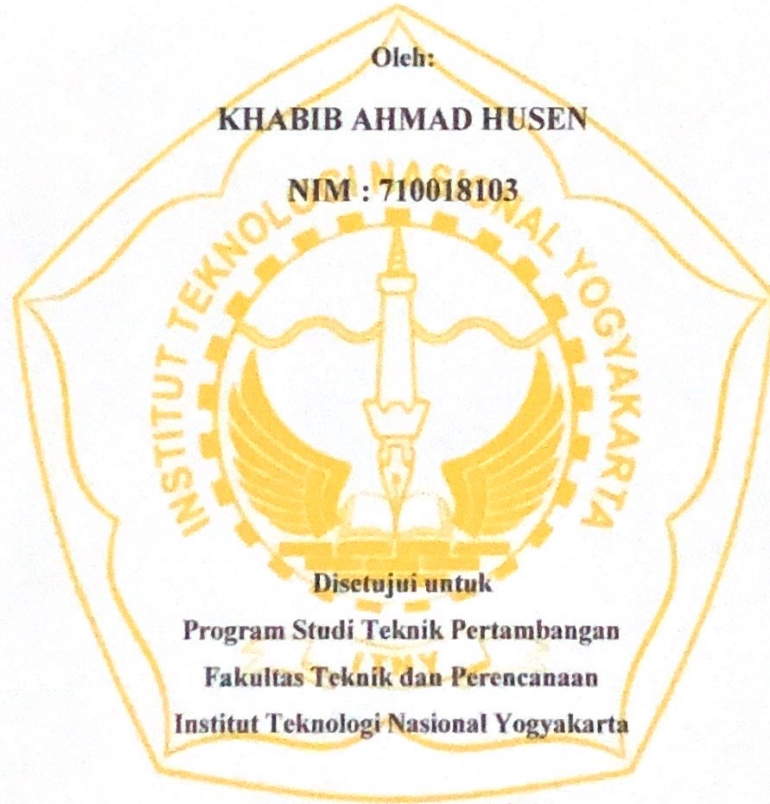 Oleh:
KHABIB AHMAD HUSEN
NIM : 710018103
INSTITUT TEKNOLOGI NASIONAL YOGYAKARTA
Disetujui untuk
Program Studi Teknik Pertambangan
ITNY
Fakultas Teknik dan Perencanaan
Institut Teknologi Nasional Yogyakarta